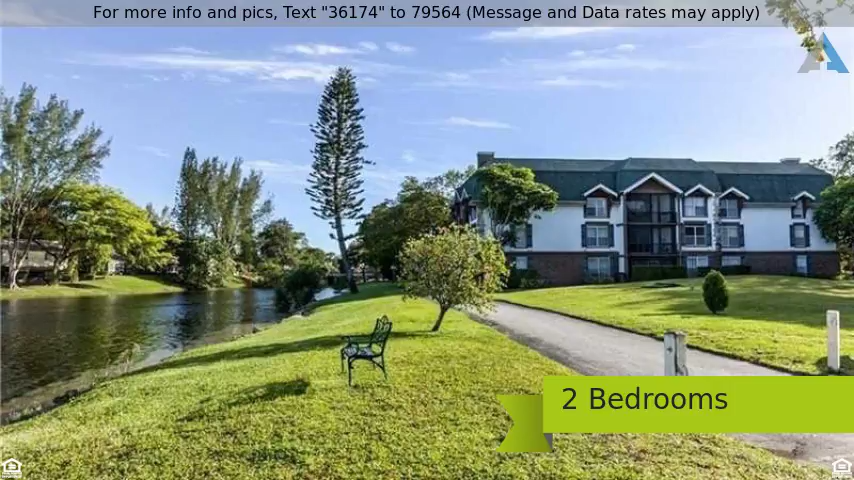 For more info and pics, Text "36174" to 79564 (Message and Data rates may apply)
2 Bedrooms